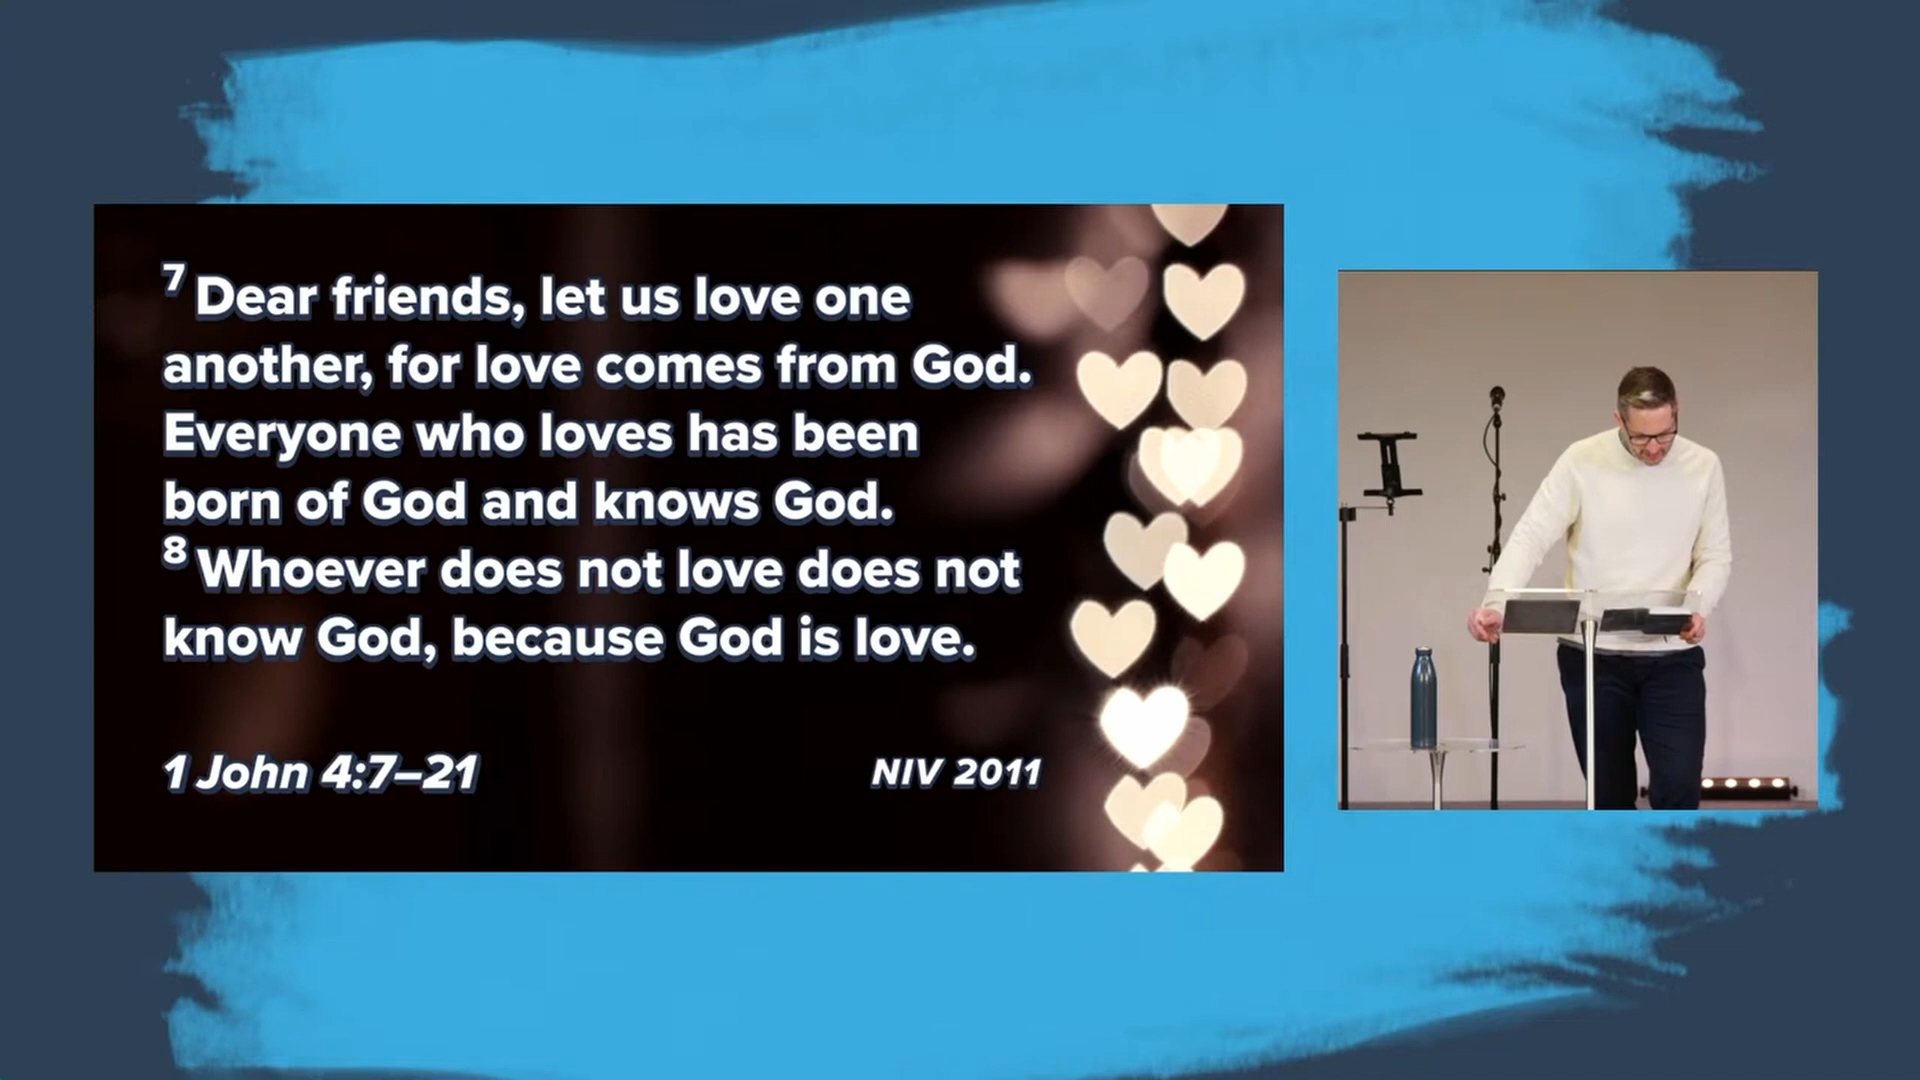 7 Dear friends, let us love one
another, for love comes from God.
Everyone who loves has been
born of God and knows God.
8 Whoever does not love does not
know God, because God is love.
1 John 4:7–21 NIV 2011